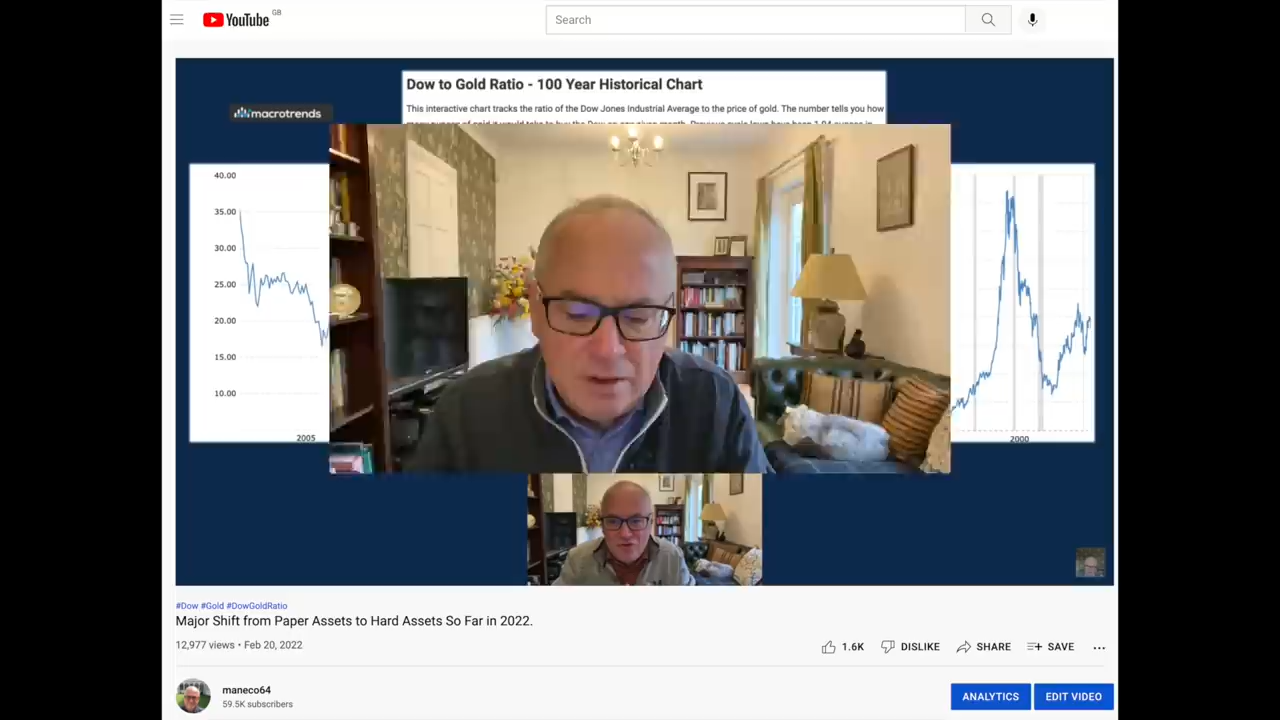 YouTube GB
Search
Dow to Gold Ratio - 100 Year Historical Chart
This interactive chart tracks the ratio of the Dow Jones Industrial Average to the price of gold. The number tells you how
macrotrends
40.00
35.00
30.00
25.00
20.00
15.00
10.00
2005
2000
#Dow #Gold #DowGoldRatio
Major Shift from Paper Assets to Hard Assets So Far in 2022.
12,977 views • Feb 20, 2022
1.6K DISLIKE SHARE SAVE
maneco64
59.5K subscribers
ANALYTICS EDIT VIDEO